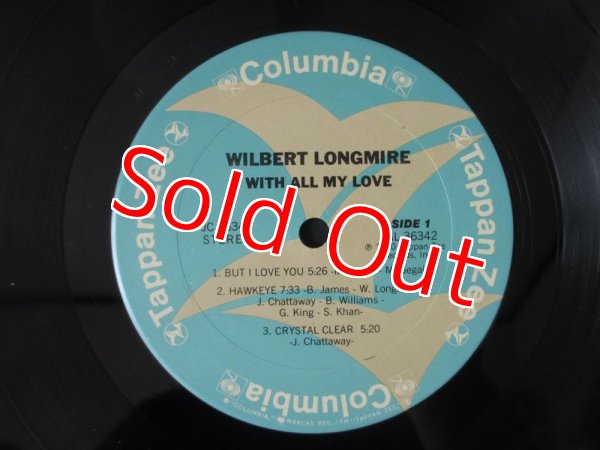 Columbia
Tappan Zee
WILBERT LONGMIRE
WITH ALL MY LOVE
Sold Out
STEREO
SIDE 1
36342
1. BUT I LOVE YOU 5:26
2. HAWKEYE 7:33 -B. James - W. Long
J. Chattaway - B. Williams -
G. King - S. Khan-
3. CRYSTAL CLEAR 5:20
-J. Chattaway-
Tappan Zee
Columbia